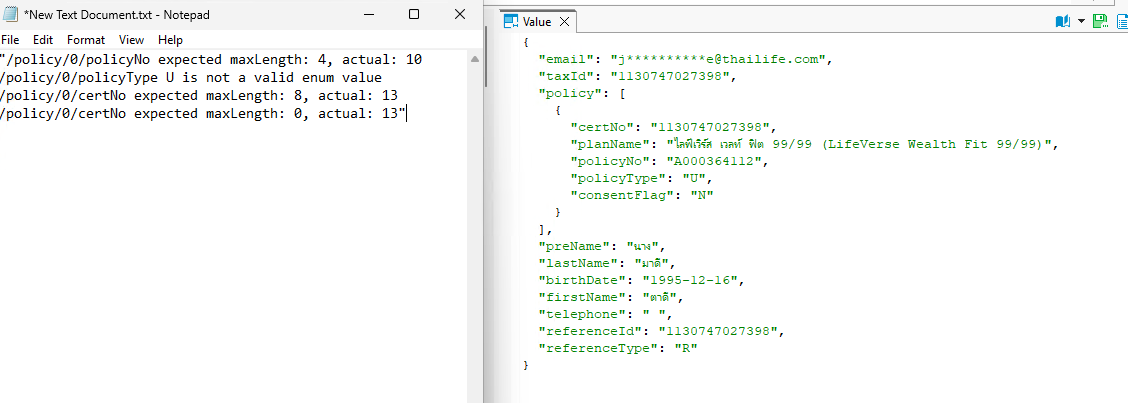 *New Text Document.txt - Notepad
File Edit Format View Help
"/policy/0/policyNo expected maxLength: 4, actual: 10
/policy/0/policyType U is not a valid enum value
/policy/0/certNo expected maxLength: 8, actual: 13
/policy/0/certNo expected maxLength: 0, actual: 13"
Value
{
"email": "j**********e@thailife.com",
"taxId": "1130747027398",
"policy": [
{
"certNo": "1130747027398",
"planName": "ไลฟ์เวิร์ส เวลท์ ฟิต 99/99 (LifeVerse Wealth Fit 99/99)",
"policyNo": "A000364112",
"policyType": "U",
"consentFlag": "N"
}
],
"preName": "นาง",
"lastName": "มาดี",
"birthDate": "1995-12-16",
"firstName": "ตาดี",
"telephone": " ",
"referenceId": "1130747027398",
"referenceType": "R"
}